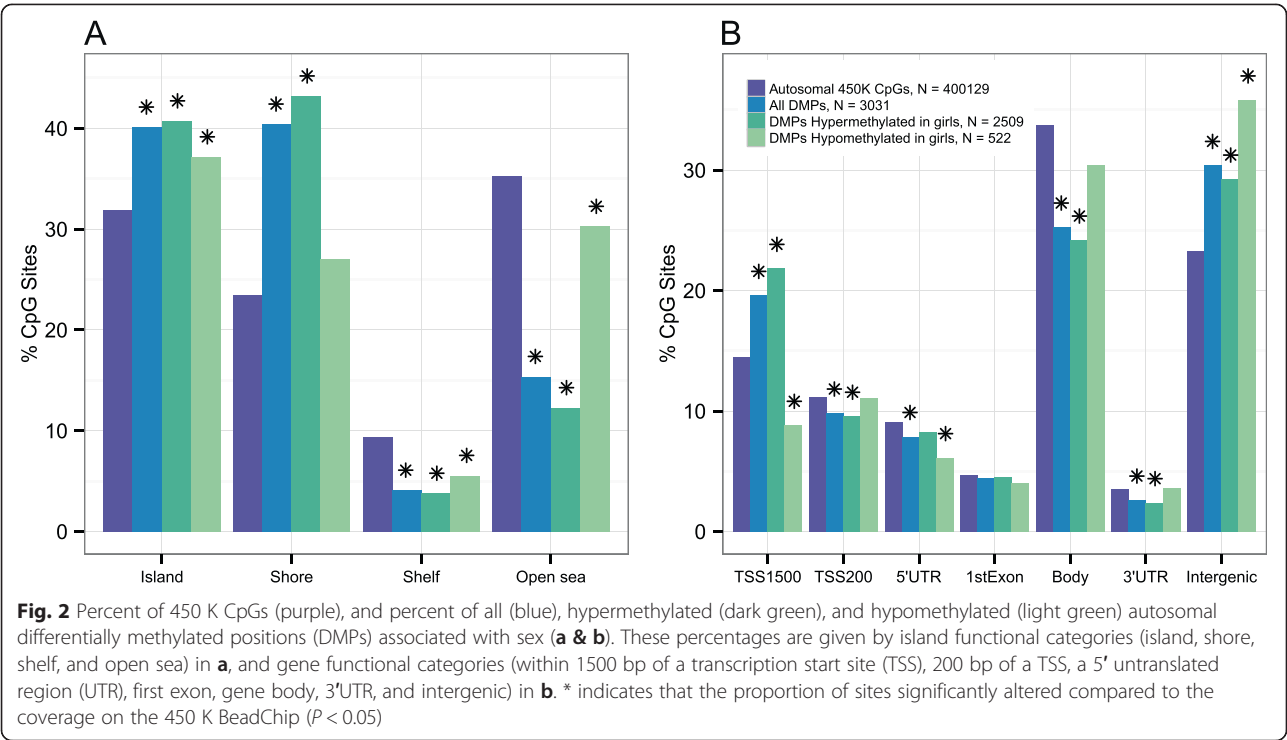 A
B
% CpG Sites
40
30
20
10
0
Island Shore Shelf Open sea
* * * * * * * * * * *
% CpG Sites
30
20
10
0
Autosomal 450K CpGs, N = 400129
All DMPs, N = 3031
DMPs Hypermethylated in girls, N = 2509
DMPs Hypomethylated in girls, N = 522
* * * * * * * * * * * * * * *
TSS1500 TSS200 5'UTR 1stExon Body 3'UTR Intergenic
Fig. 2 Percent of 450 K CpGs (purple), and percent of all (blue), hypermethylated (dark green), and hypomethylated (light green) autosomal
differentially methylated positions (DMPs) associated with sex (a & b). These percentages are given by island functional categories (island, shore,
shelf, and open sea) in a, and gene functional categories (within 1500 bp of a transcription start site (TSS), 200 bp of a TSS, a 5′ untranslated
region (UTR), first exon, gene body, 3′UTR, and intergenic) in b. * indicates that the proportion of sites significantly altered compared to the
coverage on the 450 K BeadChip (P < 0.05)